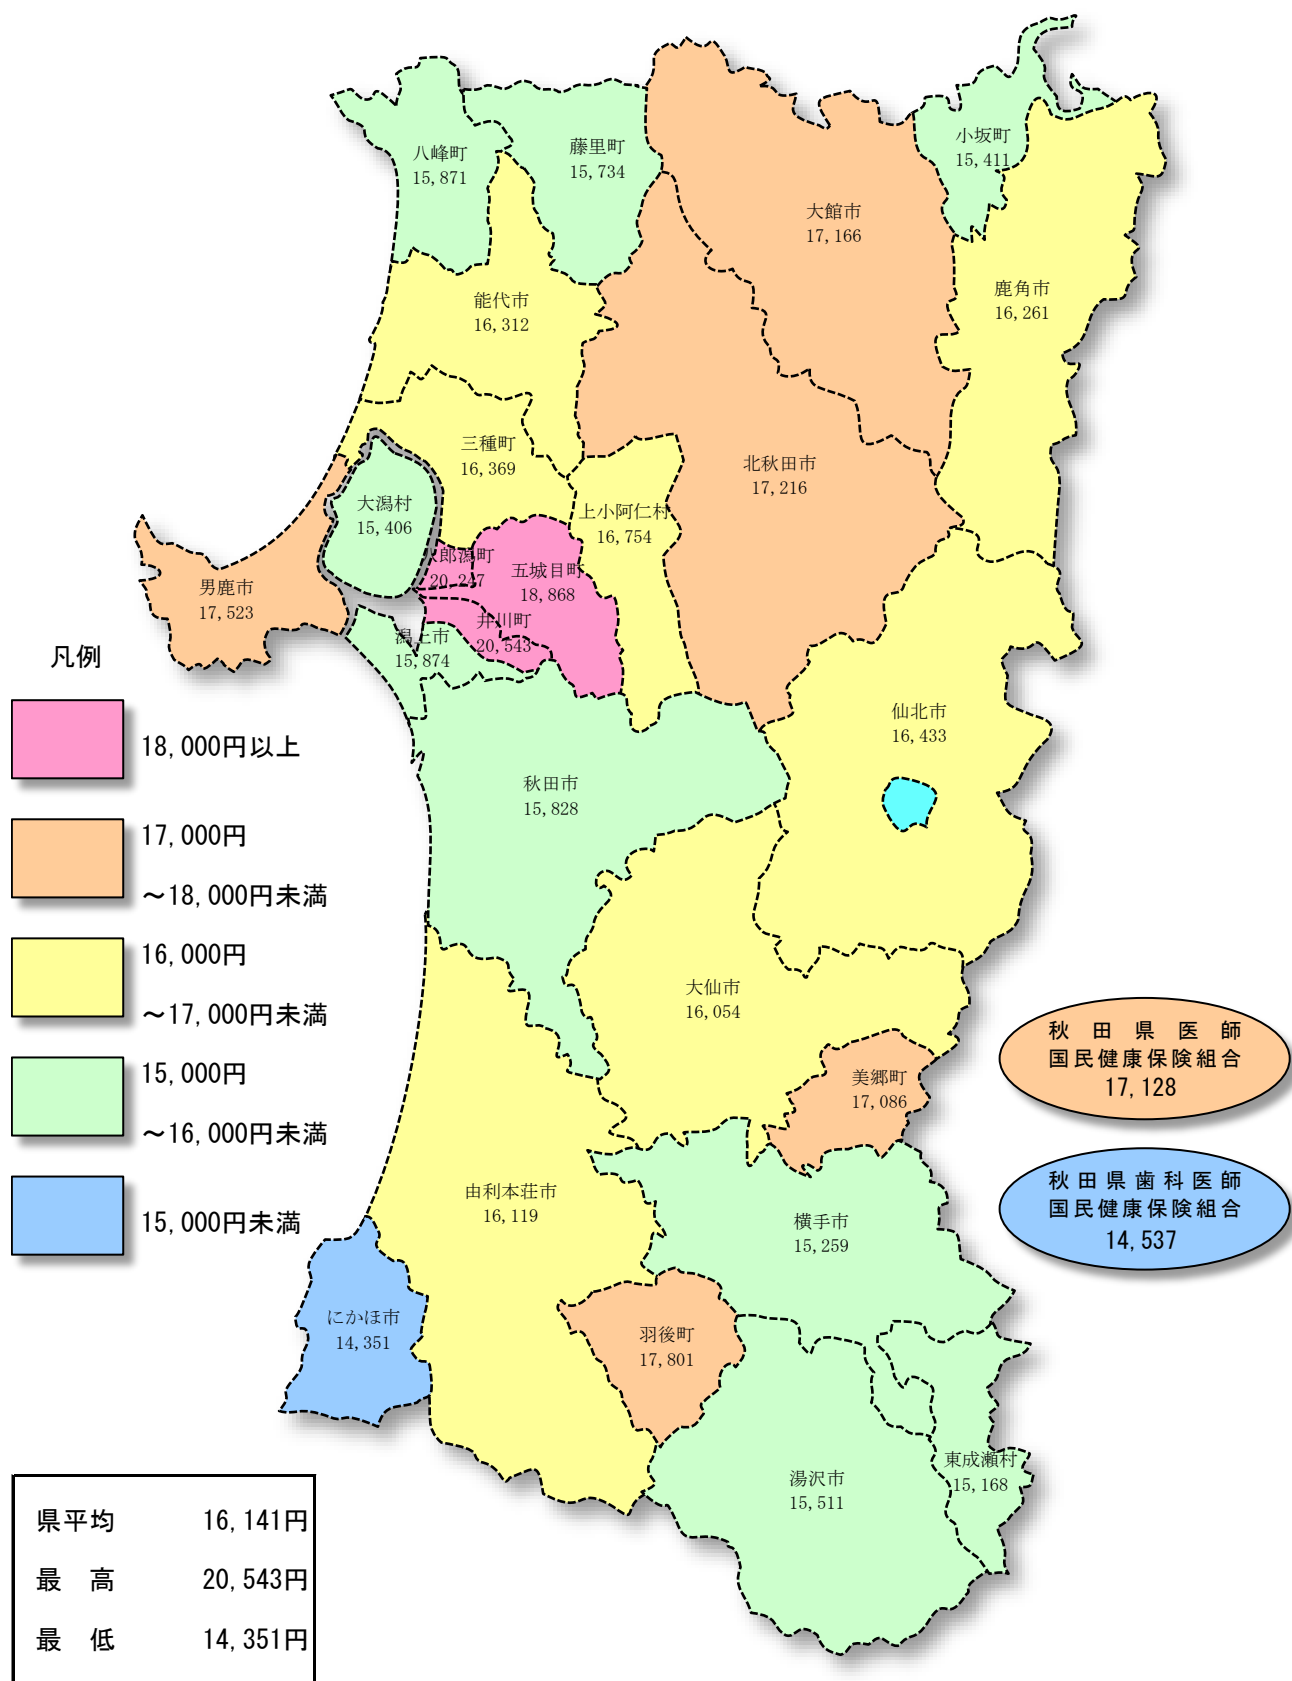 八峰町
15,871
藤里町
15,734
小坂町
15,411
大館市
17,166
鹿角市
16,261
能代市
16,312
三種町
16,369
北秋田市
17,216
大潟村
15,406
上小阿仁村
16,754
郎潟町
20,247
五城目町
18,868
男鹿市
17,523
井川町
20,543
潟上市
15,874
仙北市
16,433
秋田市
15,828
大仙市
16,054
美郷町
17,086
由利本荘市
16,119
横手市
15,259
にかほ市
14,351
羽後町
17,801
湯沢市
15,511
東成瀬村
15,168
凡例
18,000円以上
17,000円
～18,000円未満
16,000円
～17,000円未満
15,000円
～16,000円未満
15,000円未満
秋田県医師
国民健康保険組合
17,128
秋田県歯科医師
国民健康保険組合
14,537
県平均 16,141円
最 高 20,543円
最 低 14,351円